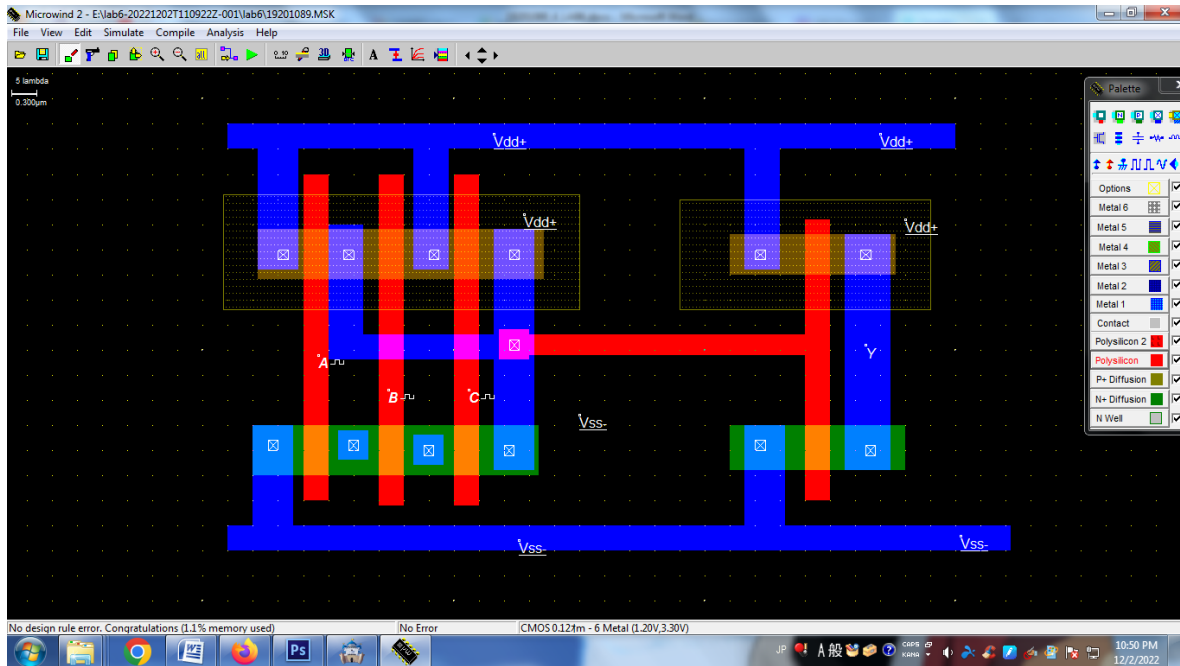 Microwind 2 - E:\lab6-20221202T110922Z-001\lab6\19201089.MSK
File View Edit Simulate Compile Analysis Help
5 lambda
0.300µm
Palette
Vdd+
Vdd+
Vdd+
Vdd+
Options
Metal 6
Metal 5
Metal 4
Metal 3
Metal 2
Metal 1
Contact
Polysilicon 2
Polysilicon
P+ Diffusion
N+ Diffusion
N Well
A
Y
B
C
Vss-
Vss-
Vss-
No design rule error. Congratulations (1.1% memory used) No Error CMOS 0.12µm - 6 Metal (1.20V,3.30V)
JP A 般 CAPS KANA 10:50 PM
12/2/2022